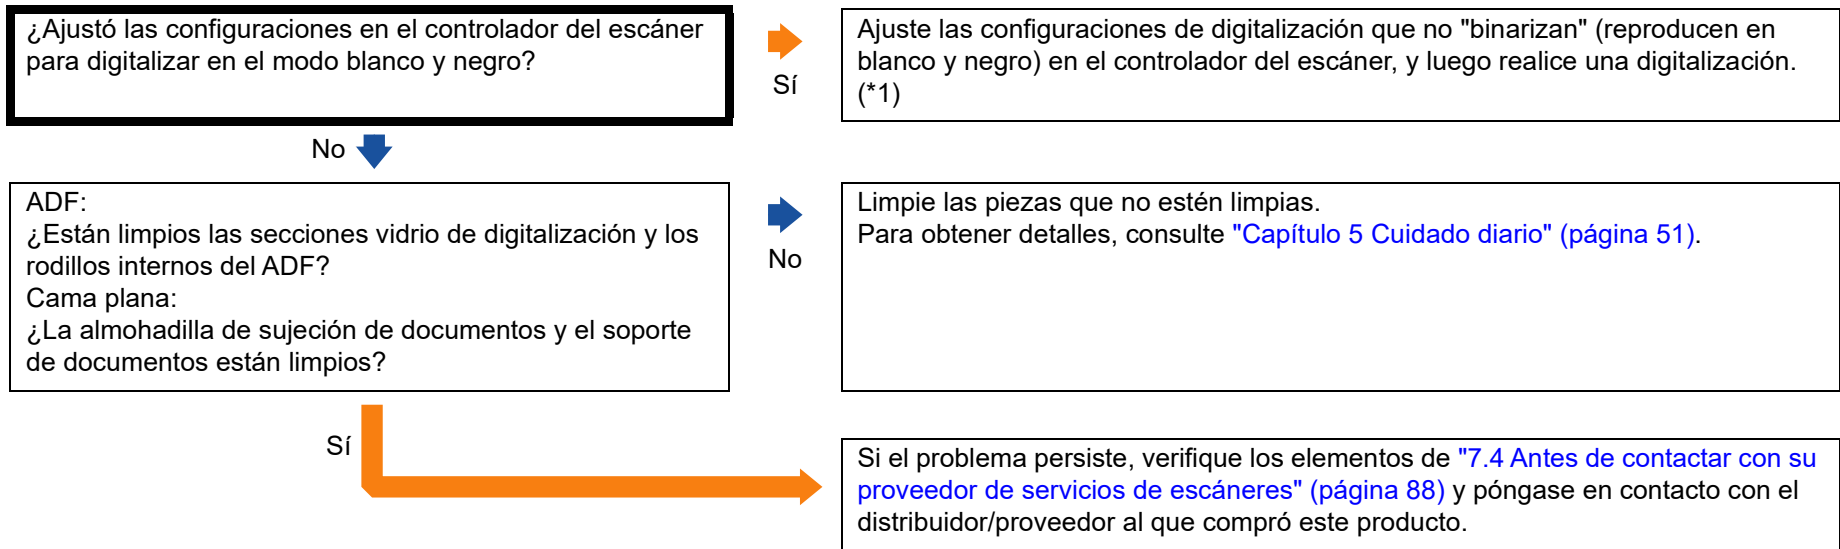 ¿Ajustó las configuraciones en el controlador del escáner
para digitalizar en el modo blanco y negro?
Sí
Ajuste las configuraciones de digitalización que no "binarizan" (reproducen en
blanco y negro) en el controlador del escáner, y luego realice una digitalización.
(*1)
No
ADF:
¿Están limpios las secciones vidrio de digitalización y los
rodillos internos del ADF?
Cama plana:
¿La almohadilla de sujeción de documentos y el soporte
de documentos están limpios?
No
Limpie las piezas que no estén limpias.
Para obtener detalles, consulte "Capítulo 5 Cuidado diario" (página 51).
Sí
Si el problema persiste, verifique los elementos de "7.4 Antes de contactar con su
proveedor de servicios de escáneres" (página 88) y póngase en contacto con el
distribuidor/proveedor al que compró este producto.